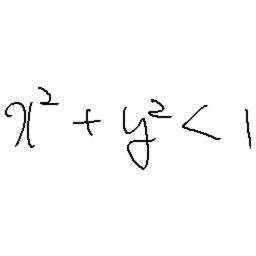 x² + y² < 1